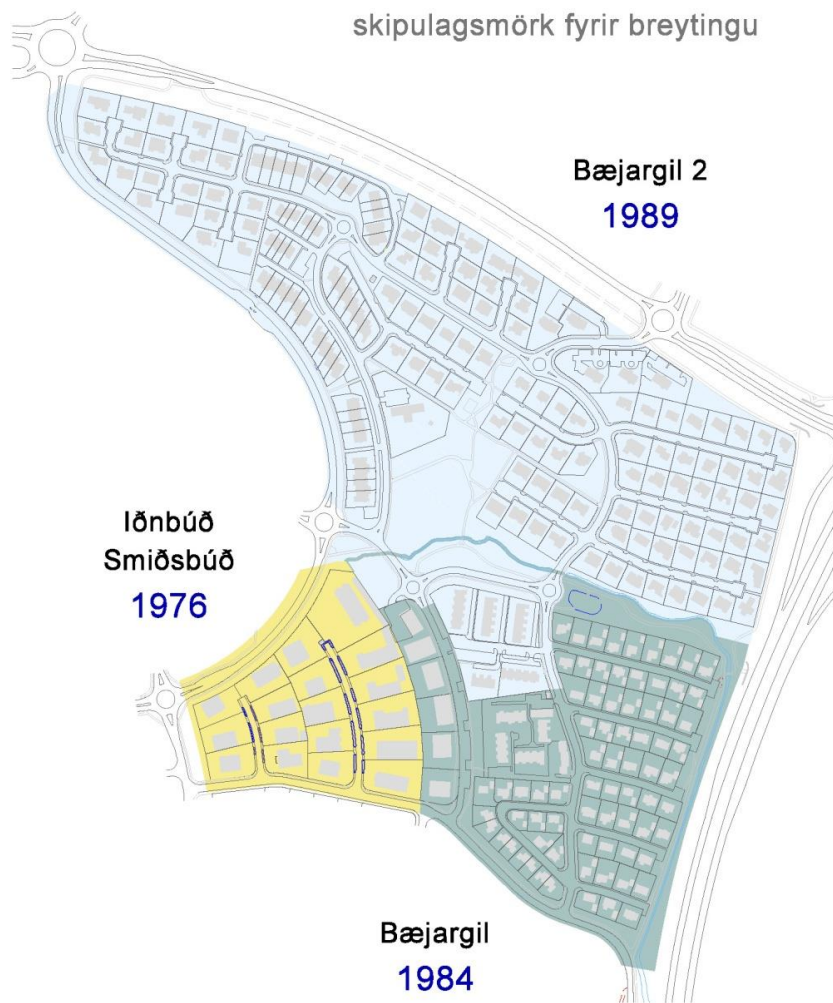 skipulagsmörk fyrir breytingu
Bæjargil 2
1989
Iðnbúð
Smiðsbúð
1976
Bæjargil
1984